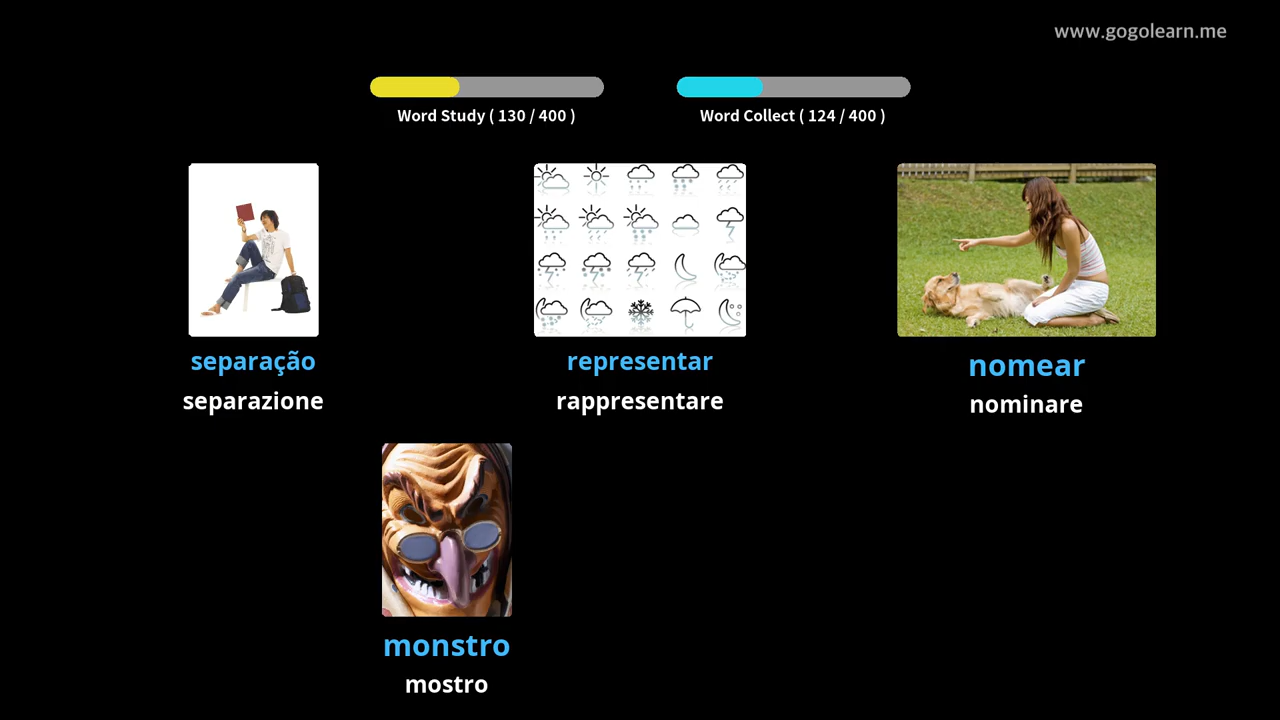 www.gogolearn.me
Word Study ( 130 / 400 )
Word Collect ( 124 / 400 )
separação
separazione
representar
rappresentare
nomear
nominare
monstro
mostro